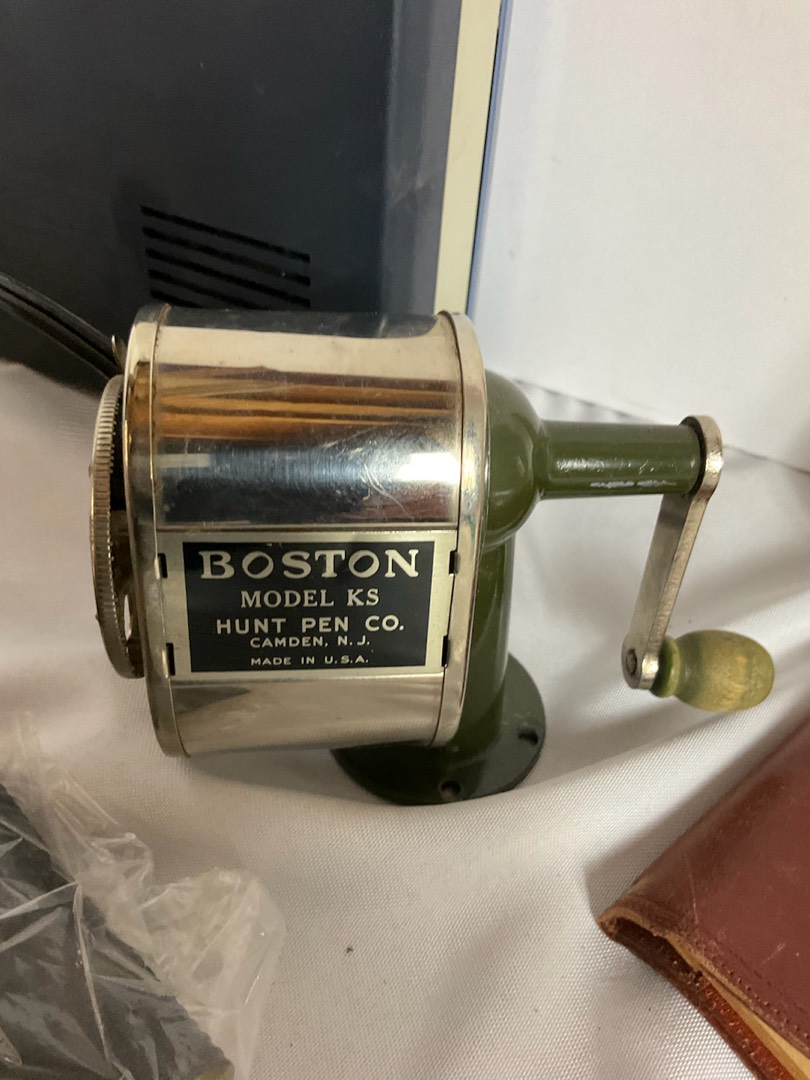 BOSTON
MODEL KS
HUNT PEN CO.
CAMDEN, N. J.
MADE IN U.S.A.